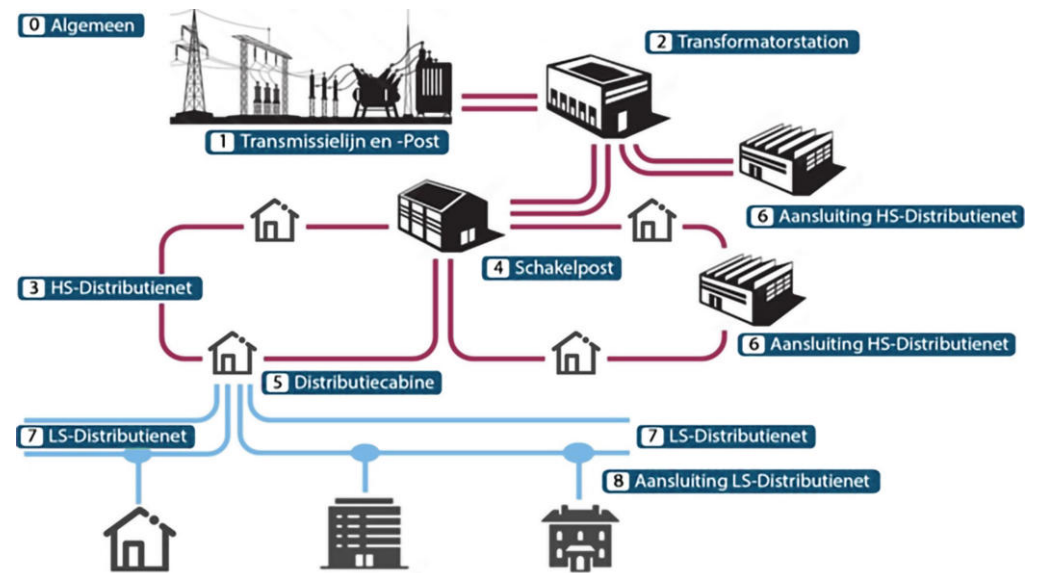 0 Algemeen
2 Transformatorstation
1 Transmissielijn en -Post
6 Aansluiting HS-Distributienet
4 Schakelpost
3 HS-Distributienet
6 Aansluiting HS-Distributienet
5 Distributiecabine
7 LS-Distributienet
7 LS-Distributienet
8 Aansluiting LS-Distributienet